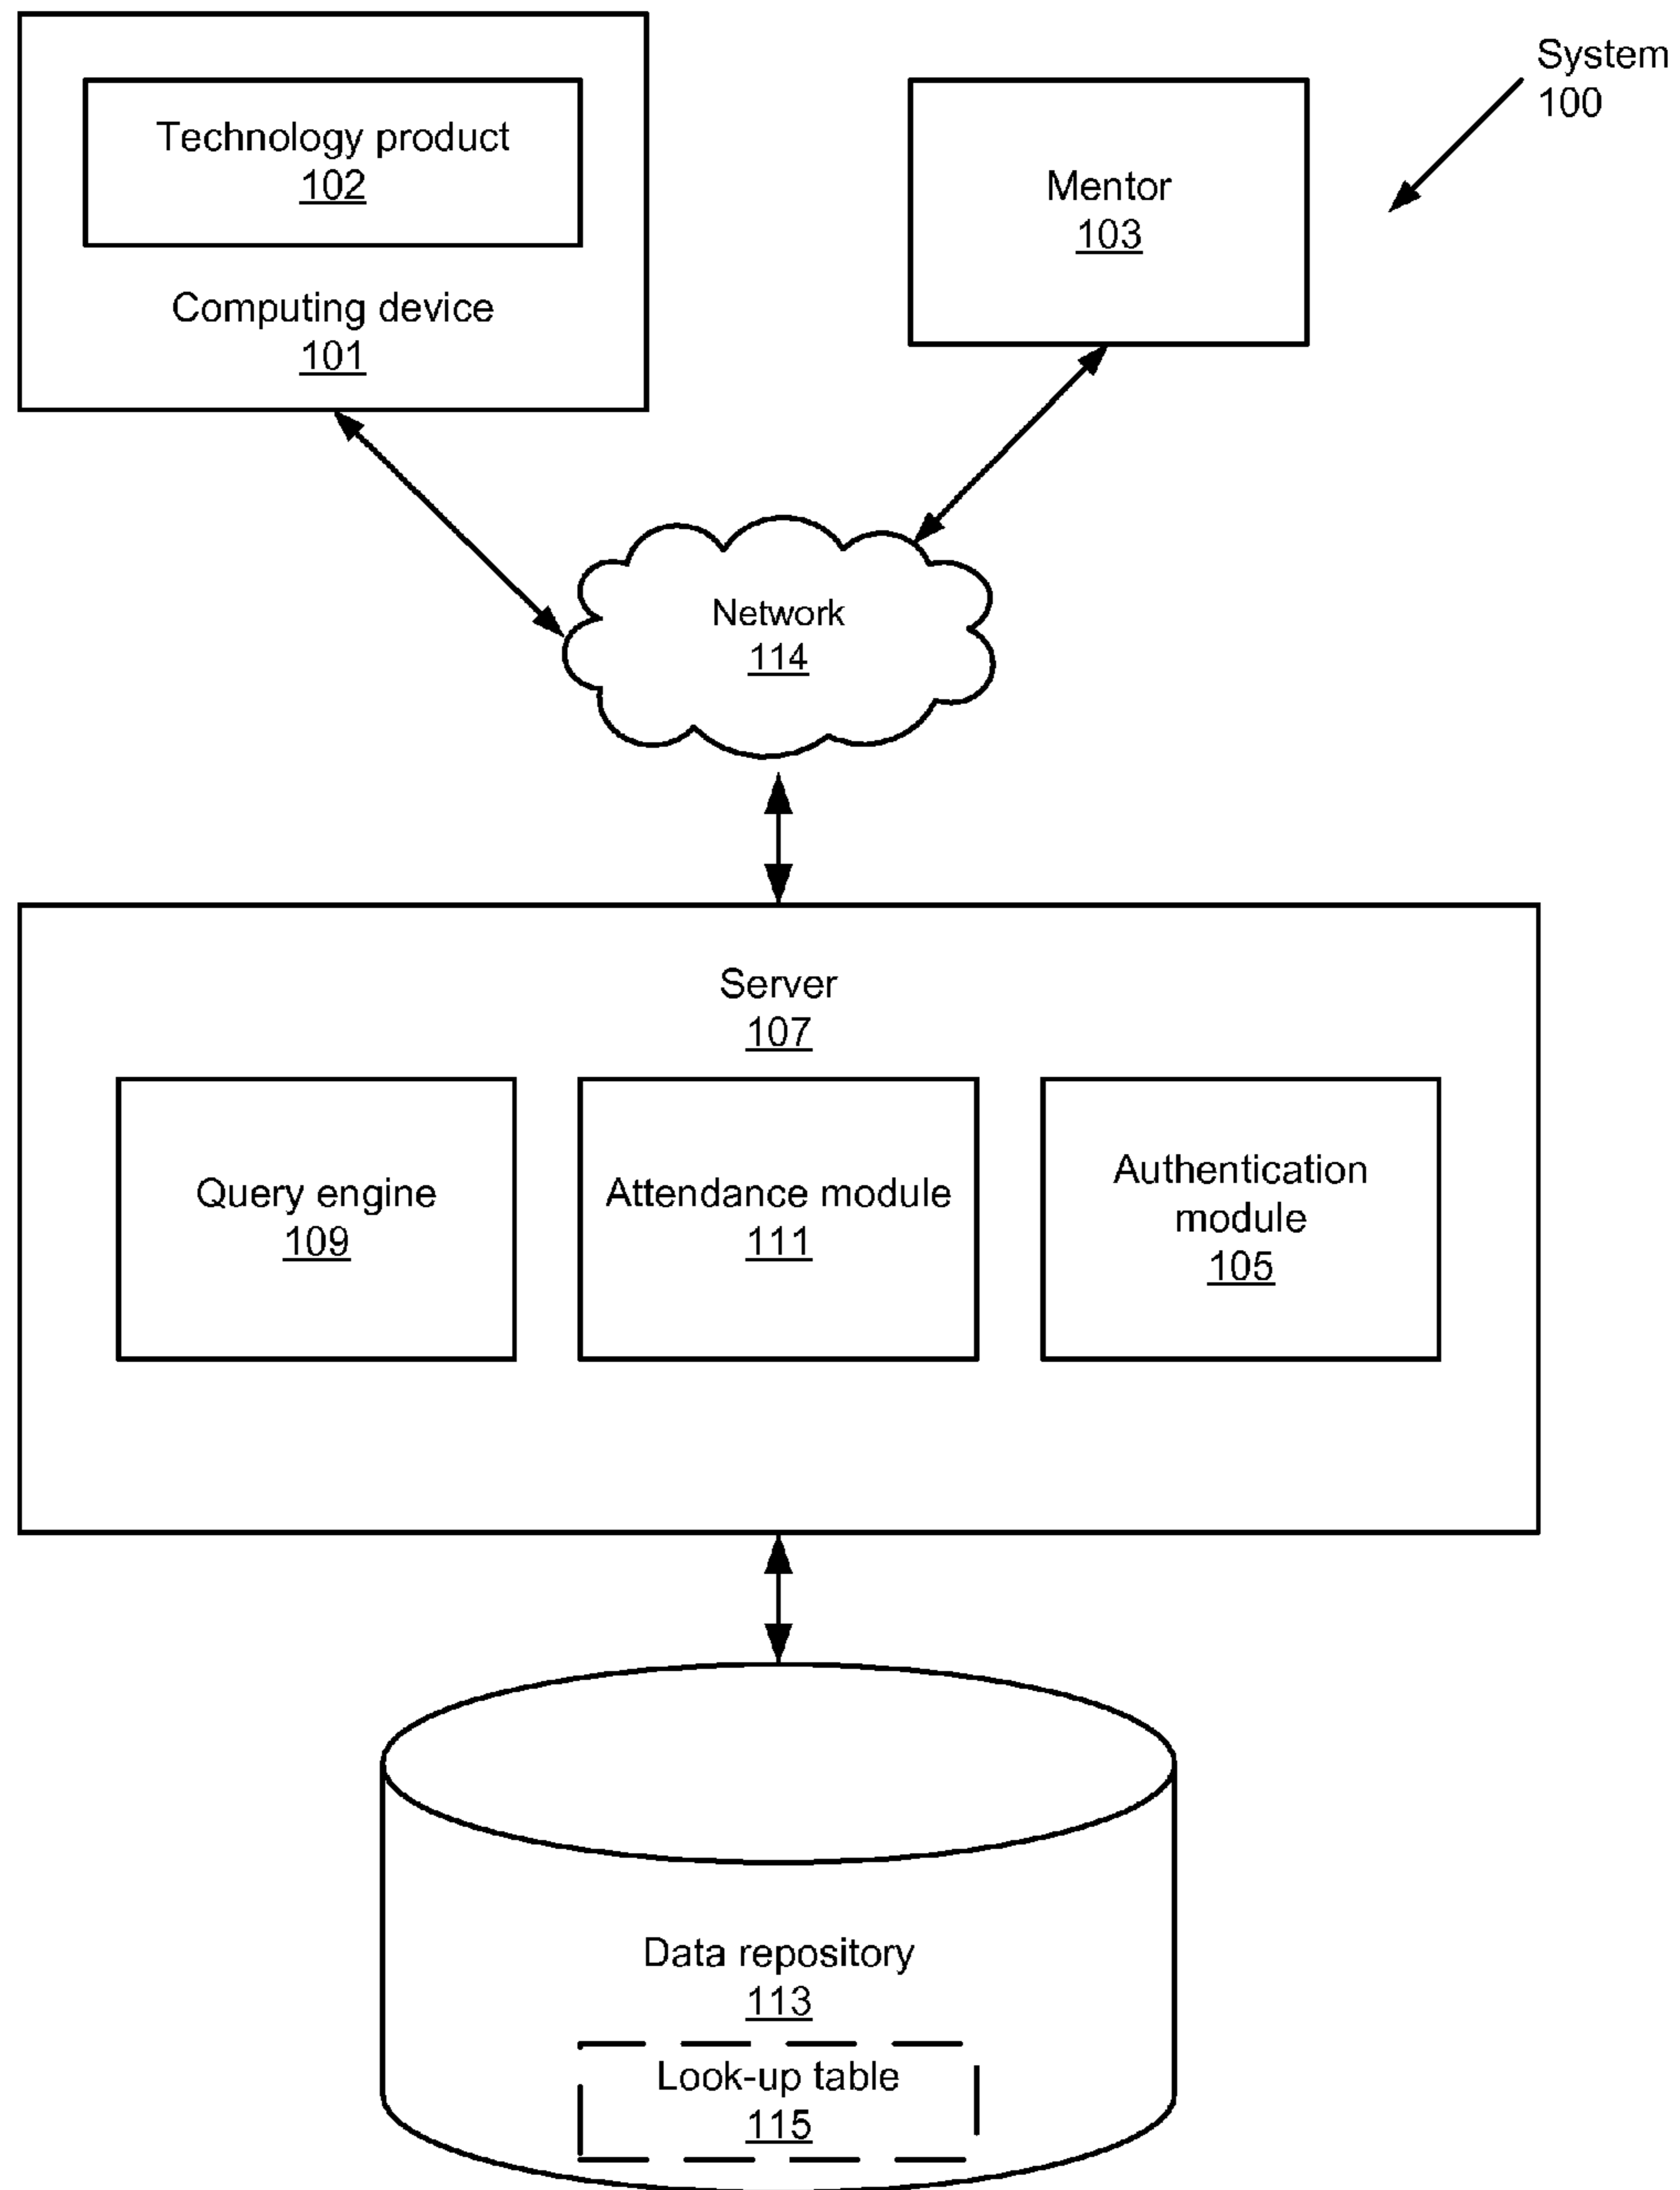 System
100
Technology product
102
Computing device
101
Mentor
103
Network
114
Server
107
Query engine
109
Attendance module
111
Authentication
module
105
Data repository
113
Look-up table
115